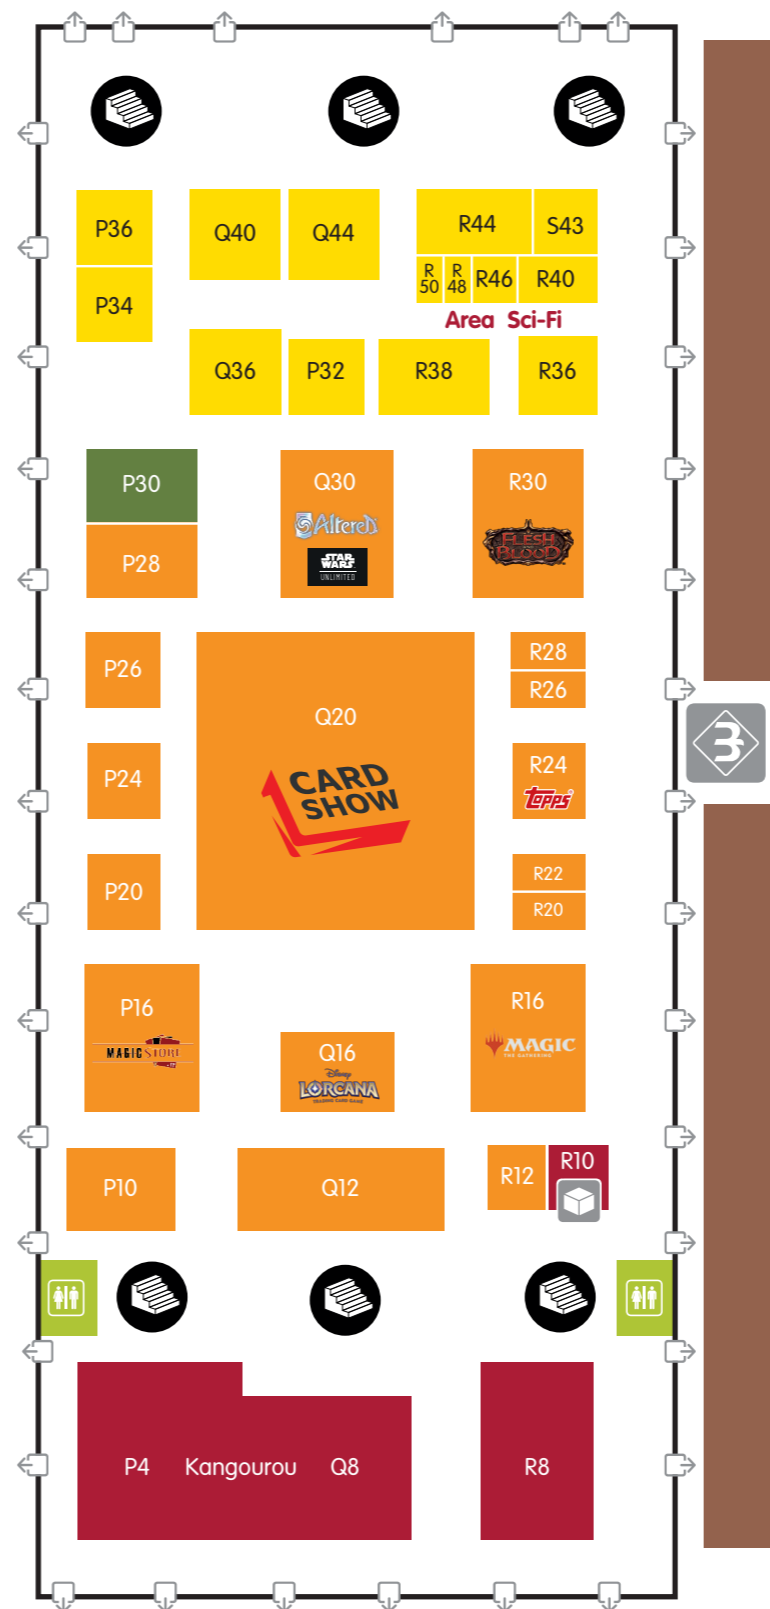 P36
Q40
Q44
R44
S43
P34
R 50
R 48
R46
R40
Area Sci-Fi
Q36
P32
R38
R36
P30
Q30
R30
Altered
FLESH
BLOOD
P28
STAR
WARS
UNLIMITED
P26
R28
R26
Q20
CARD
SHOW
P24
R24
topps
3
P20
R22
R20
P16
MAGIC STORE
R16
MAGIC
THE GATHERING
Q16
Disney
LORCANA
TRADING CARD GAME
P10
Q12
R12
R10
P4 Kangourou Q8
R8